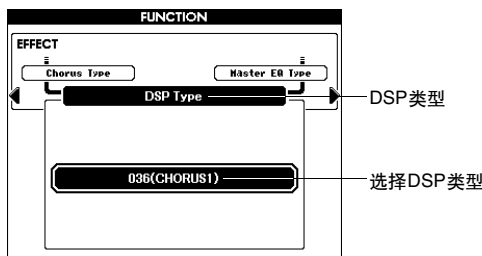 FUNCTION
EFFECT
Chorus Type
Master EQ Type
DSP Type
DSP类型
036(CHORUS1)
选择DSP类型